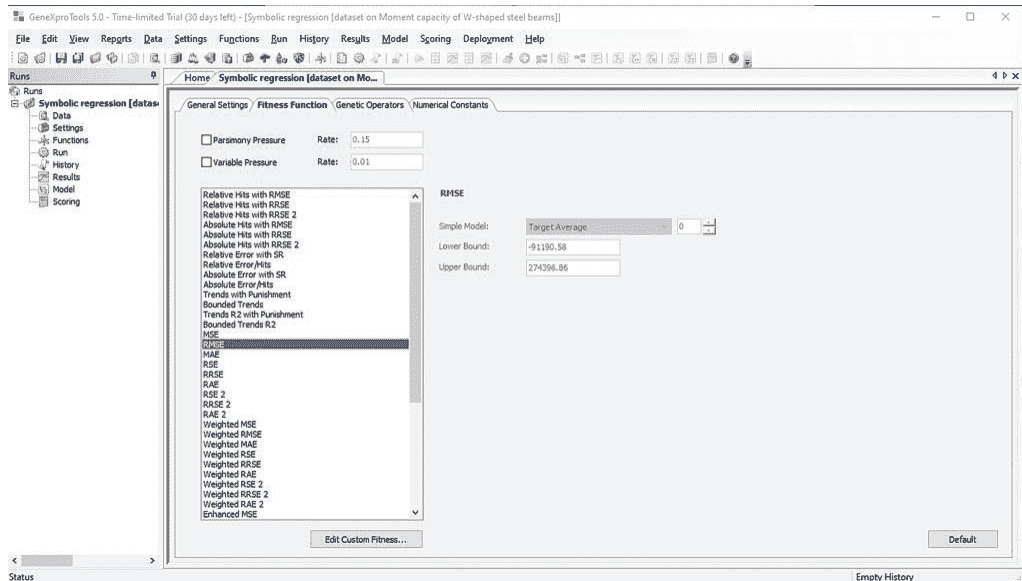 GeneXproTools 5.0 - Time-limited Trial (30 days left) - [Symbolic regression [dataset on Moment capacity of W-shaped steel beams]]
File Edit View Reports Data Settings Functions Run History Results Model Scoring Deployment Help
Runs
Home Symbolic regression [dataset on Mo...
Runs
Symbolic regression [datase
Data
Settings
Functions
Run
History
Results
Model
Scoring
General Settings Fitness Function Genetic Operators Numerical Constants
Parsimony Pressure Rate: 0.15
Variable Pressure Rate: 0.01
Relative Hits with RMSE
Relative Hits with RRSE
Relative Hits with RRSE 2
Absolute Hits with RMSE
Absolute Hits with RRSE
Absolute Hits with RRSE 2
Relative Error with SR
Relative Error/Hits
Absolute Error with SR
Absolute Error/Hits
Trends with Punishment
Bounded Trends
Trends R2 with Punishment
Bounded Trends R2
MSE
RMSE
MAE
RSE
RRSE
RAE
RSE 2
RRSE 2
RAE 2
Weighted MSE
Weighted RMSE
Weighted MAE
Weighted RSE
Weighted RRSE
Weighted RAE
Weighted RSE 2
Weighted RRSE 2
Weighted RAE 2
Enhanced MSE
RMSE
Simple Model: Target Average 0
Lower Bound: -91190.58
Upper Bound: 274396.86
Edit Custom Fitness... Default
Status Empty History